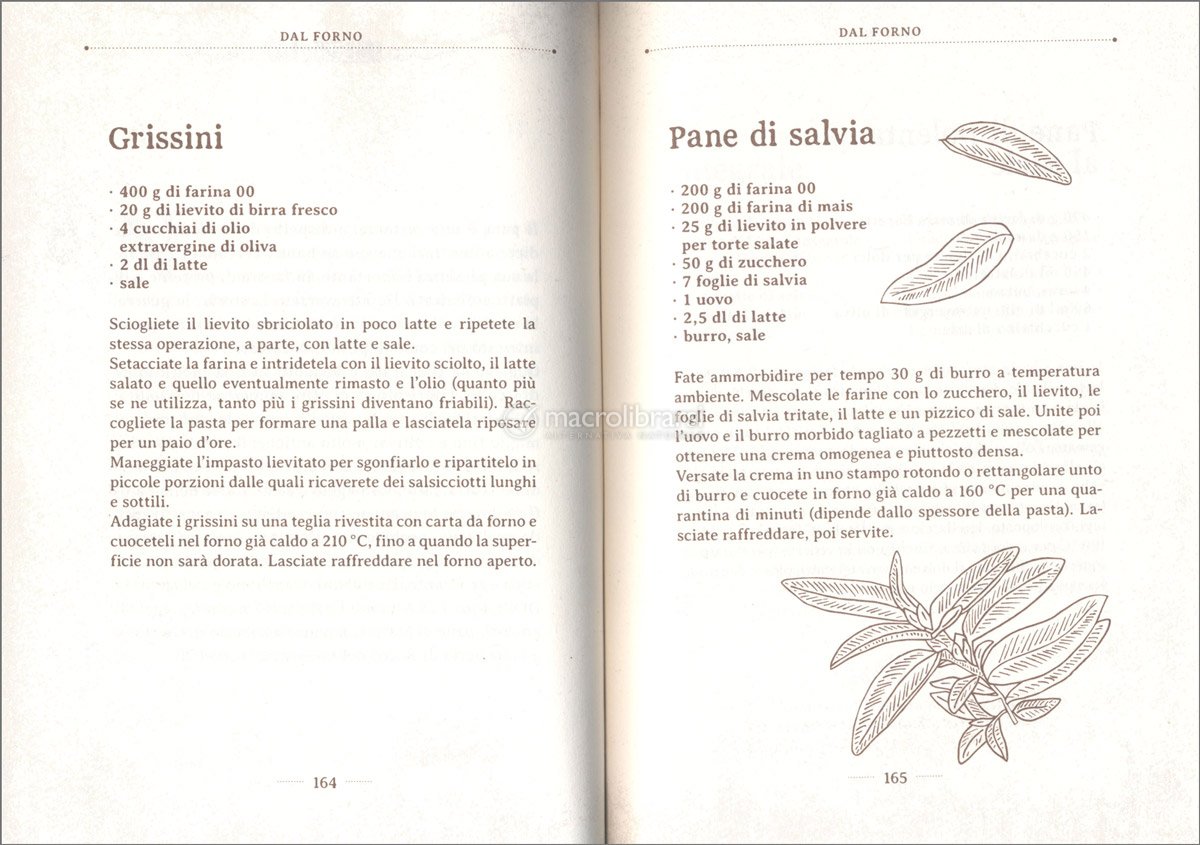 DAL FORNO
Grissini
· 400 g di farina 00
· 20 g di lievito di birra fresco
· 4 cucchiai di olio
extravergine di oliva
· 2 dl di latte
· sale
Sciogliete il lievito sbriciolato in poco latte e ripetete la
stessa operazione, a parte, con latte e sale.
Setacciate la farina e intridetela con il lievito sciolto, il latte
salato e quello eventualmente rimasto e l’olio (quanto più
se ne utilizza, tanto più i grissini diventano friabili). Rac-
cogliete la pasta per formare una palla e lasciatela riposare
per un paio d’ore.
Maneggiate l’impasto lievitato per sgonfiarlo e ripartitelo in
piccole porzioni dalle quali ricaverete dei salsicciotti lunghi
e sottili.
Adagiate i grissini su una teglia rivestita con carta da forno e
cuoceteli nel forno già caldo a 210 °C, fino a quando la super-
ficie non sarà dorata. Lasciate raffreddare nel forno aperto.
164
DAL FORNO
Pane di salvia
· 200 g di farina 00
· 200 g di farina di mais
· 25 g di lievito in polvere
per torte salate
· 50 g di zucchero
· 7 foglie di salvia
· 1 uovo
· 2,5 dl di latte
· burro, sale
Fate ammorbidire per tempo 30 g di burro a temperatura
ambiente. Mescolate le farine con lo zucchero, il lievito, le
foglie di salvia tritate, il latte e un pizzico di sale. Unite poi
l’uovo e il burro morbido tagliato a pezzetti e mescolate per
ottenere una crema omogenea e piuttosto densa.
Versate la crema in uno stampo rotondo o rettangolare unto
di burro e cuocete in forno già caldo a 160 °C per una qua-
rantina di minuti (dipende dallo spessore della pasta). La-
sciate raffreddare, poi servite.
165